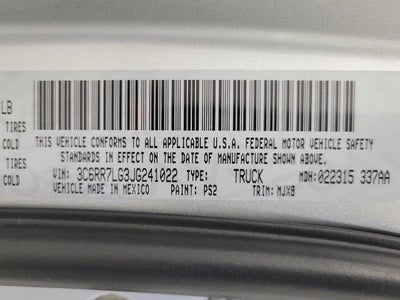 LB
TIRES
COLD
TIRES
COLD
THIS VEHICLE CONFORMS TO ALL APPLICABLE U.S.A. FEDERAL MOTOR VEHICLE SAFETY
STANDARDS IN EFFECT ON THE DATE OF MANUFACTURE SHOWN ABOVE.
VIN: 3C6RR7LG3JG241022 TYPE: TRUCK MDH: 022315 337AA
VEHICLE MADE IN MEXICO PAINT: PS2 TRIM: MJX8